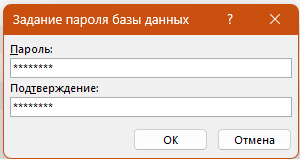 Задание пароля базы данных ? ×
Пароль:
********
Подтверждение:
********
ОК Отмена